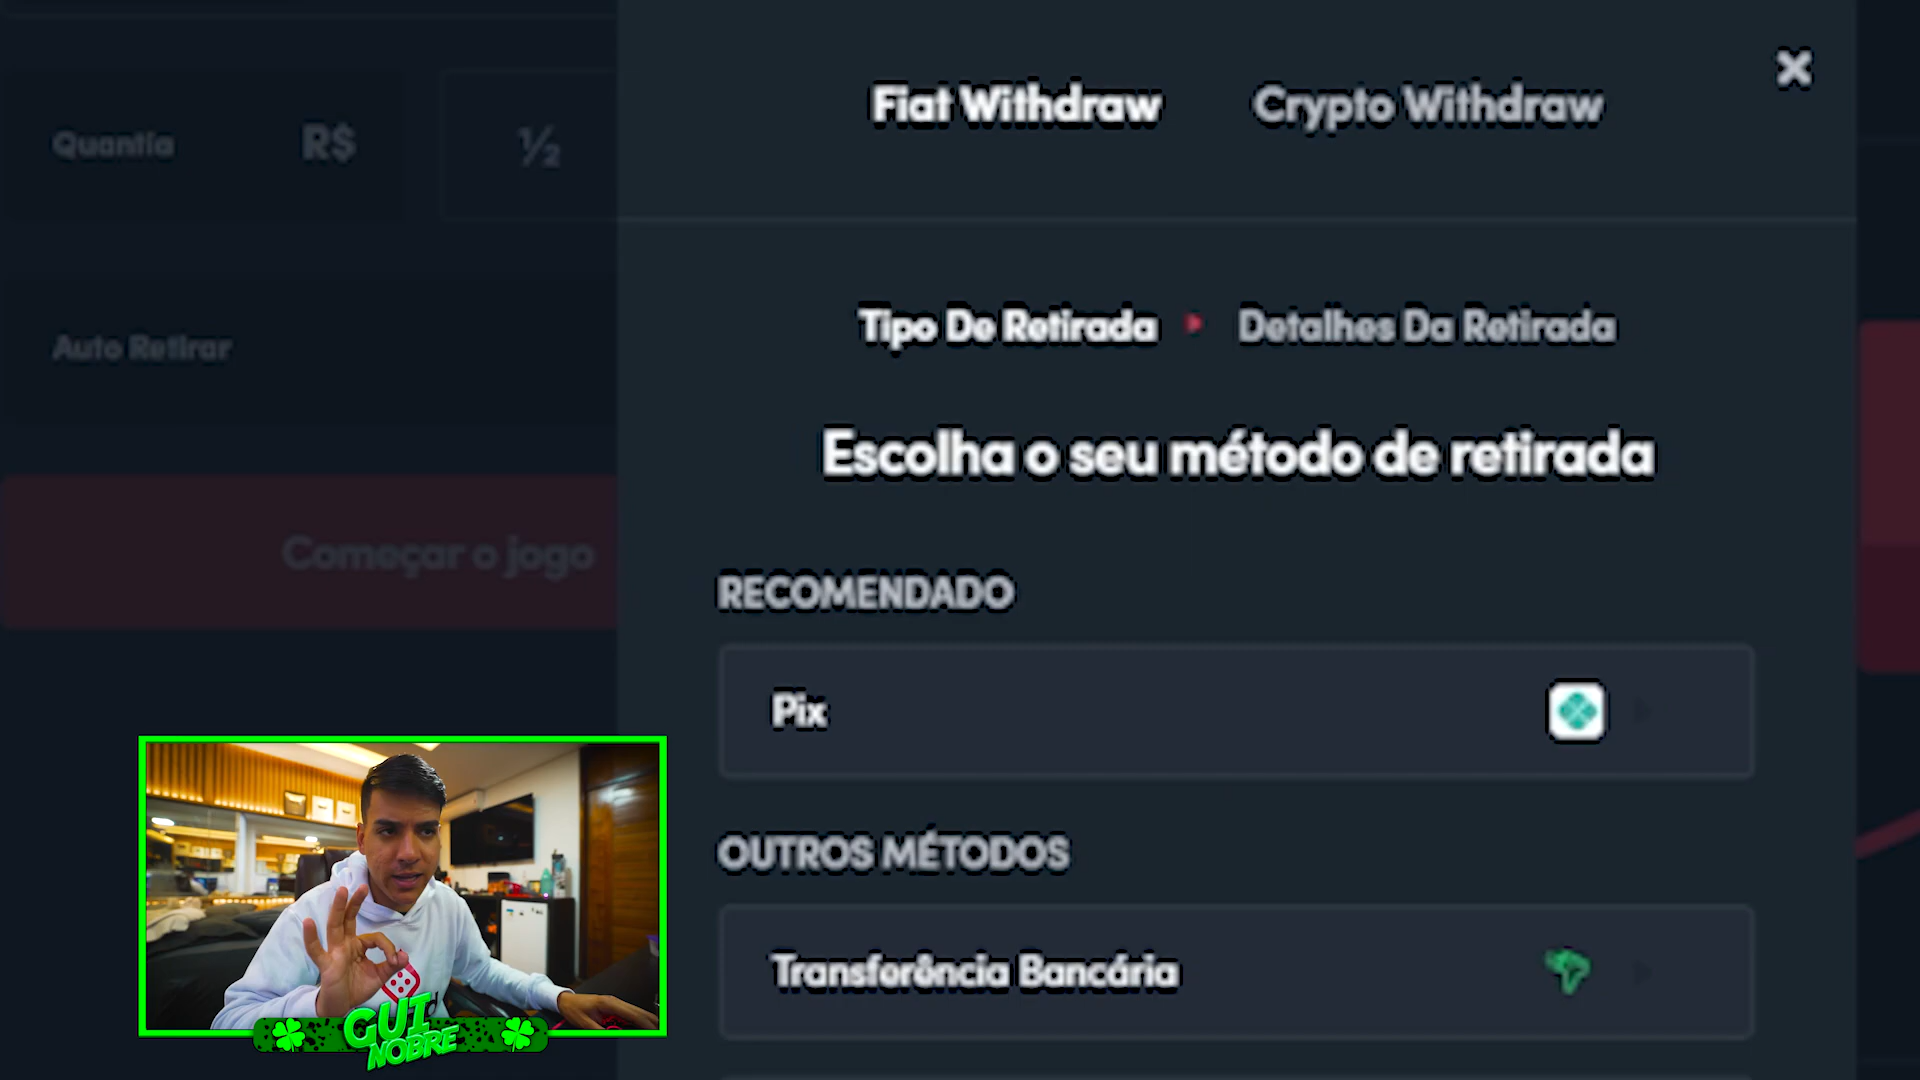 Fiat Withdraw
Crypto Withdraw
Quantia
R$
½
Tipo De Retirada
Detalhes Da Retirada
Auto Retirar
Escolha o seu método de retirada
Começar o jogo
RECOMENDADO
Pix
OUTROS MÉTODOS
Transferência Bancária
GUI
NOBRE